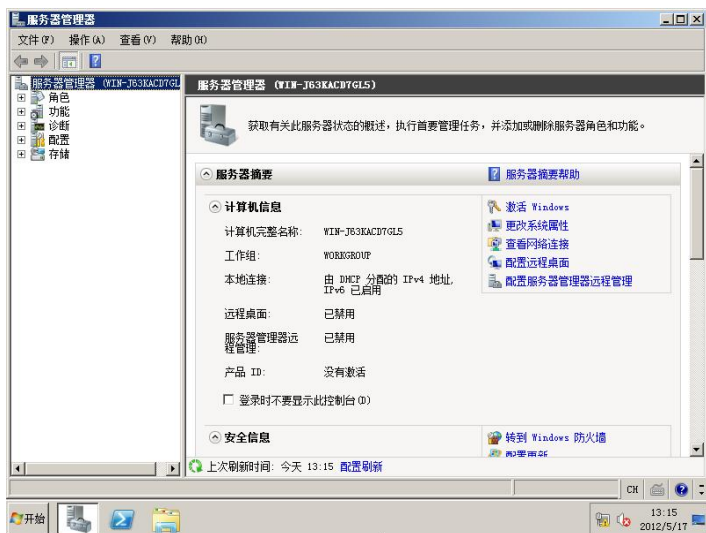 服务器管理器
文件(F) 操作(A) 查看(V) 帮助(H)
服务器管理器 (WIN-J63KACD7GL
角色
功能
诊断
配置
存储
服务器管理器 (WIN-J63KACD7GL5)
获取有关此服务器状态的概述，执行首要管理任务，并添加或删除服务器角色和功能。
服务器摘要
服务器摘要帮助
计算机信息
计算机完整名称: WIN-J63KACD7GL5
工作组: WORKGROUP
本地连接: 由 DHCP 分配的 IPv4 地址,
IPv6 已启用
远程桌面: 已禁用
服务器管理器远
程管理: 已禁用
产品 ID: 没有激活
登录时不要显示此控制台(D)
激活 Windows
更改系统属性
查看网络连接
配置远程桌面
配置服务器管理器远程管理
安全信息
转到 Windows 防火墙
配置更新
上次刷新时间: 今天 13:15 配置刷新
CH
开始
13:15
2012/5/17